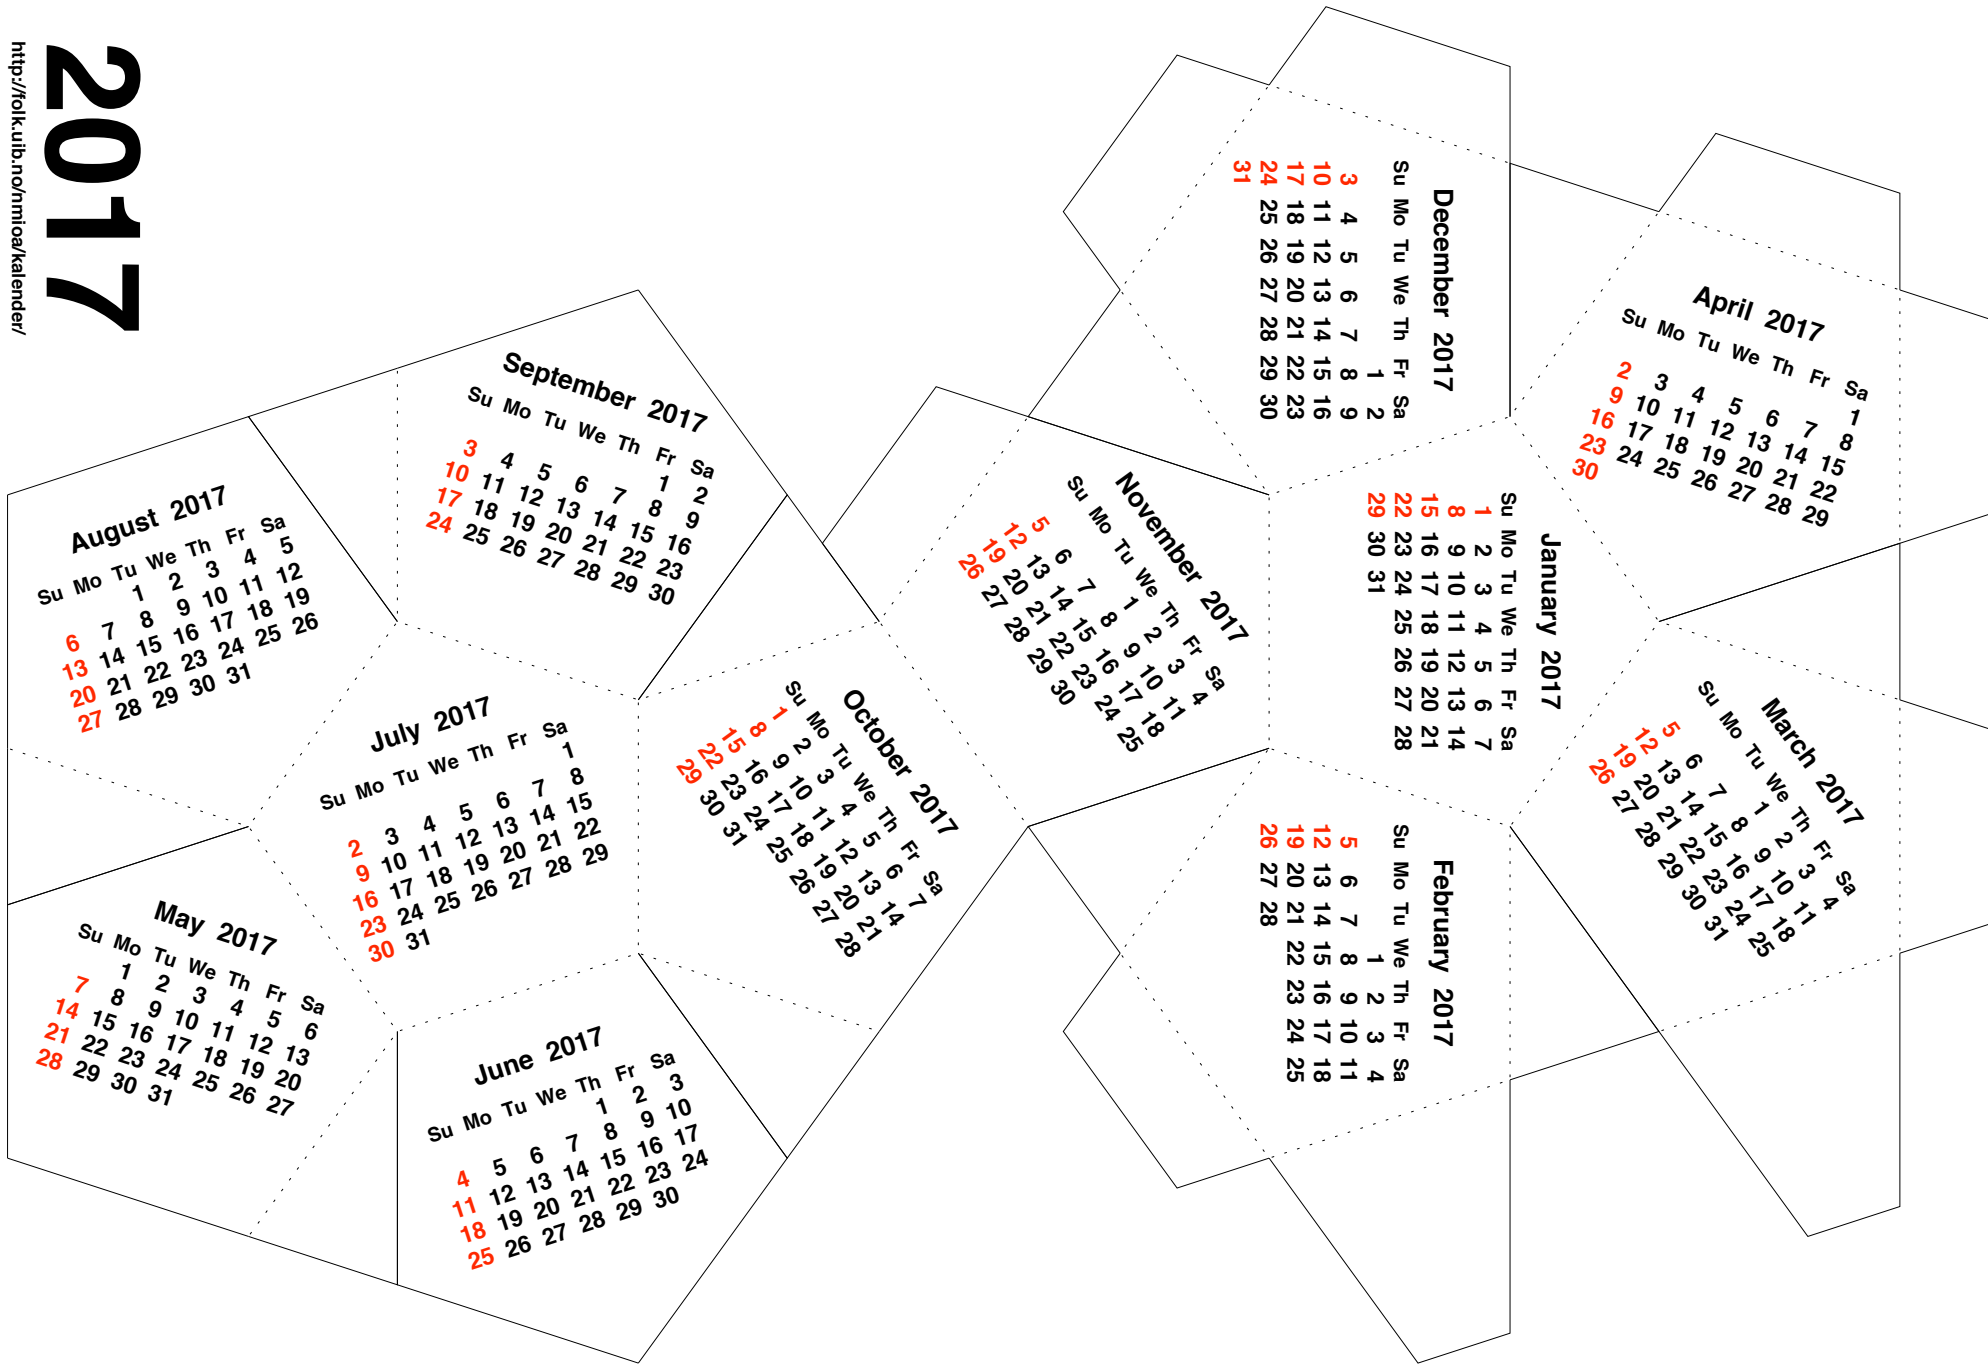 2017
http://folk.uib.no/nmioa/kalender/
January 2017
Su Mo Tu We Th Fr Sa
1 2 3 4 5 6 7
8 9 10 11 12 13 14
15 16 17 18 19 20 21
22 23 24 25 26 27 28
29 30 31
February 2017
Su Mo Tu We Th Fr Sa
1 2 3 4
5 6 7 8 9 10 11
12 13 14 15 16 17 18
19 20 21 22 23 24 25
26 27 28
March 2017
Su Mo Tu We Th Fr Sa
1 2 3 4
5 6 7 8 9 10 11
12 13 14 15 16 17 18
19 20 21 22 23 24 25
26 27 28 29 30 31
April 2017
Su Mo Tu We Th Fr Sa
1
2 3 4 5 6 7 8
9 10 11 12 13 14 15
16 17 18 19 20 21 22
23 24 25 26 27 28 29
30
May 2017
Su Mo Tu We Th Fr Sa
1 2 3 4 5 6
7 8 9 10 11 12 13
14 15 16 17 18 19 20
21 22 23 24 25 26 27
28 29 30 31
June 2017
Su Mo Tu We Th Fr Sa
1 2 3
4 5 6 7 8 9 10
11 12 13 14 15 16 17
18 19 20 21 22 23 24
25 26 27 28 29 30
July 2017
Su Mo Tu We Th Fr Sa
1
2 3 4 5 6 7 8
9 10 11 12 13 14 15
16 17 18 19 20 21 22
23 24 25 26 27 28 29
30 31
August 2017
Su Mo Tu We Th Fr Sa
1 2 3 4 5
6 7 8 9 10 11 12
13 14 15 16 17 18 19
20 21 22 23 24 25 26
27 28 29 30 31
September 2017
Su Mo Tu We Th Fr Sa
1 2
3 4 5 6 7 8 9
10 11 12 13 14 15 16
17 18 19 20 21 22 23
24 25 26 27 28 29 30
October 2017
Su Mo Tu We Th Fr Sa
1 2 3 4 5 6 7
8 9 10 11 12 13 14
15 16 17 18 19 20 21
22 23 24 25 26 27 28
29 30 31
November 2017
Su Mo Tu We Th Fr Sa
1 2 3 4
5 6 7 8 9 10 11
12 13 14 15 16 17 18
19 20 21 22 23 24 25
26 27 28 29 30
December 2017
Su Mo Tu We Th Fr Sa
1 2
3 4 5 6 7 8 9
10 11 12 13 14 15 16
17 18 19 20 21 22 23
24 25 26 27 28 29 30
31